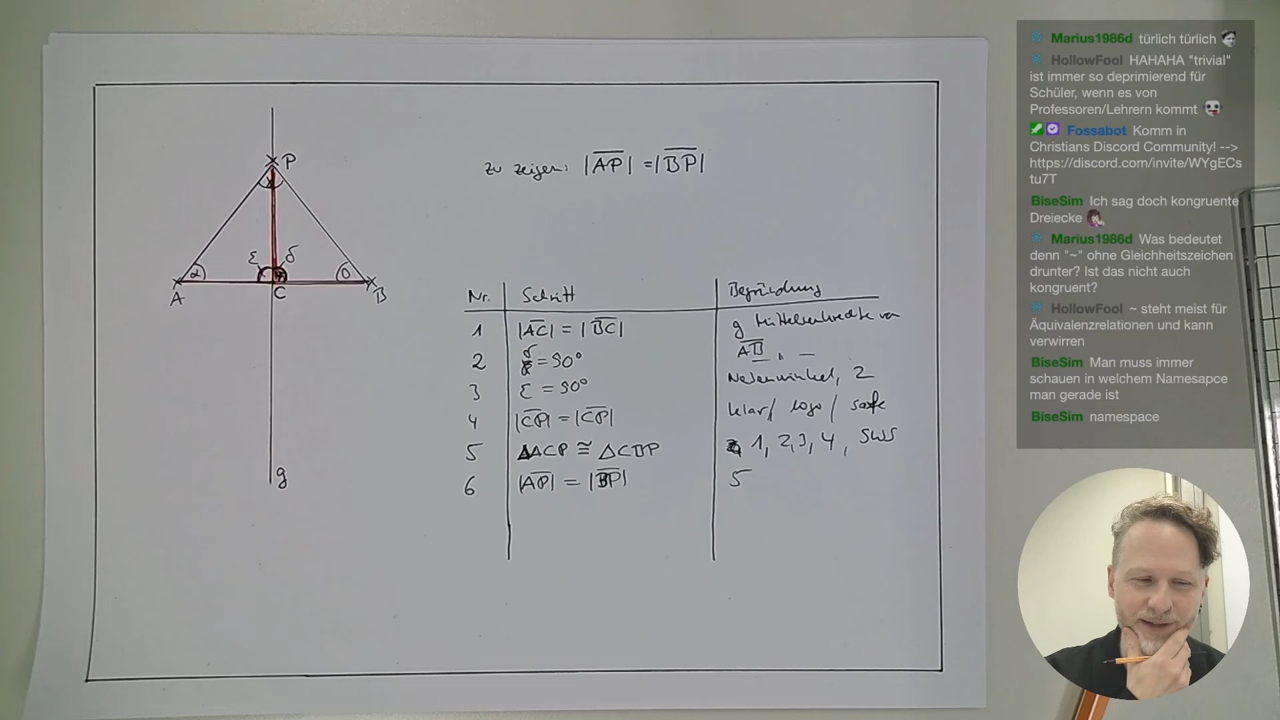 P
zu zeigen: |AP| = |BP|
ε δ
α
A C B
g
Nr. Schritt Begründung
1 |AC| = |BC| g Mittelsenkrechte von AB
2 δ = 90° — " —
3 ε = 90° Nebenwinkel, 2
4 |CP| = |CP| klar / logo /
5 △ACP ≅ △CBP 1, 2, 3, 4, SWS
6 |AP| = |BP| 5
Marius1986d türlich türlich
HollowFool HAHAHA "trivial"
ist immer so deprimierend für
Schüler, wenn es von
Professoren/Lehrern kommt
Fossabot Komm in
Christians Discord Community! -->
https://discord.com/invite/WYgECs
tu7T
BiseSim Ich sag doch kongruente
Dreiecke
Marius1986d Was bedeutet
denn "~" ohne Gleichheitszeichen
drunter? Ist das nicht auch
kongruent?
HollowFool ~ steht meist für
Äquivalenzrelationen und kann
verwirren
BiseSim Man muss immer
schauen in welchem Namesapce
man gerade ist
BiseSim namespace